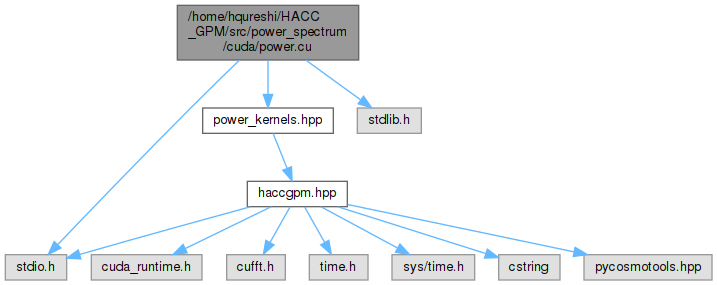 /home/hqureshi/HACC
_GPM/src/power_spectrum
/cuda/power.cu
power_kernels.hpp
stdlib.h
haccgpm.hpp
stdio.h
cuda_runtime.h
cufft.h
time.h
sys/time.h
cstring
pycosmotools.hpp